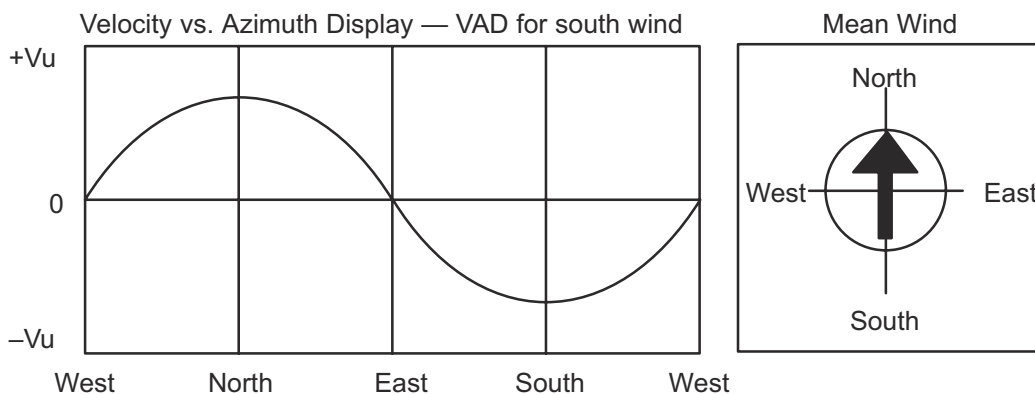 Velocity vs. Azimuth Display — VAD for south wind
+Vu
0
–Vu
West North East South West
Mean Wind
North
West East
South